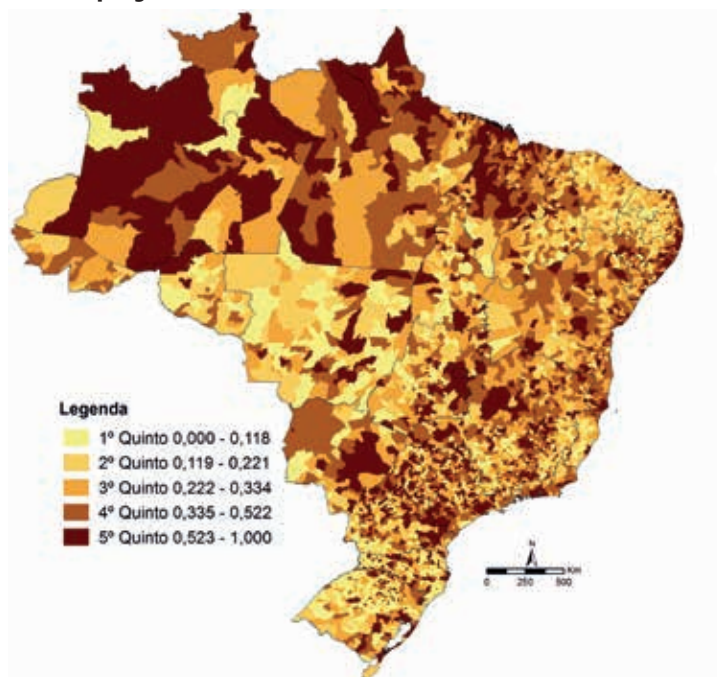 Legenda
1º Quinto 0,000 - 0,118
2º Quinto 0,119 - 0,221
3º Quinto 0,222 - 0,334
4º Quinto 0,335 - 0,522
5º Quinto 0,523 - 1,000
N
0 250 500 Km